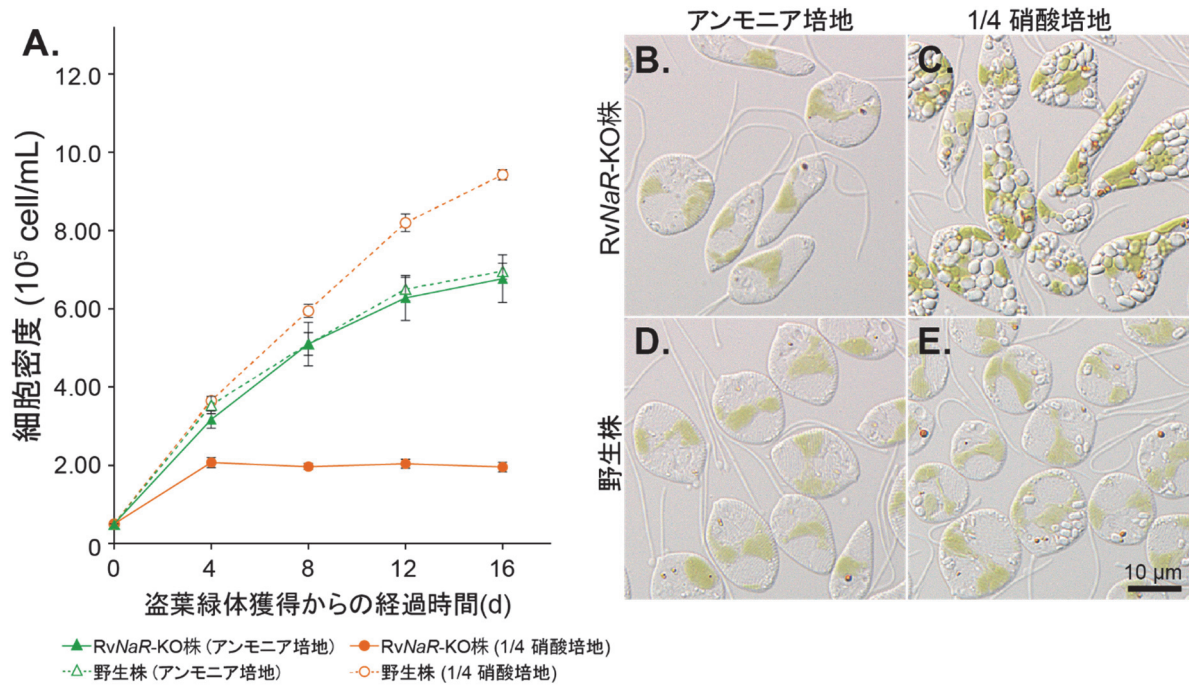 A.
細胞密度 (10⁵ cell/mL)
12.0
10.0
8.00
6.00
4.00
2.00
0
0 4 8 12 16
盗葉緑体獲得からの経過時間(d)
RvNaR-KO株 (アンモニア培地)
RvNaR-KO株 (1/4 硝酸培地)
野生株 (アンモニア培地)
野生株 (1/4 硝酸培地)
アンモニア培地
1/4 硝酸培地
RvNaR-KO株
野生株
B.
C.
D.
E.
10 µm